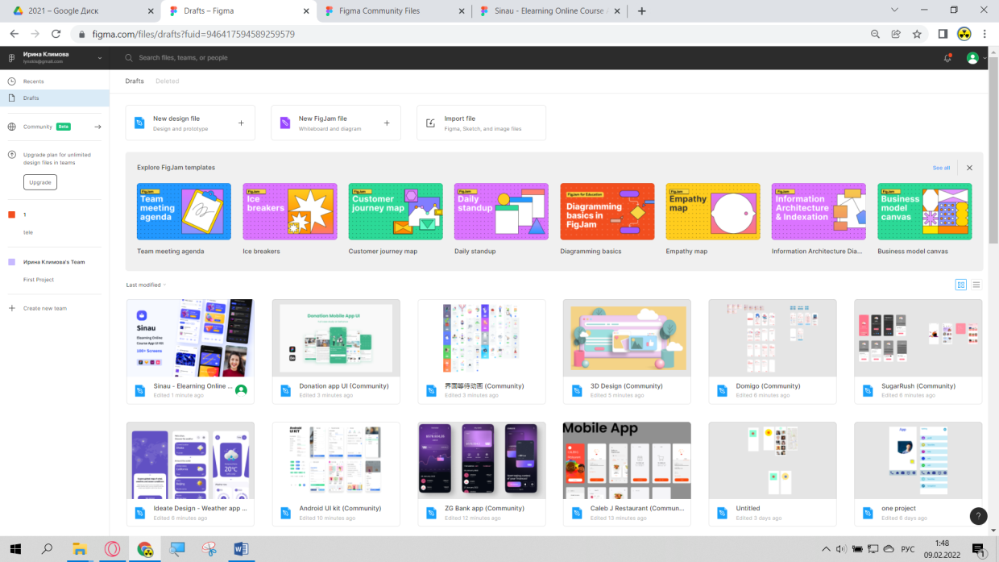 2021 – Google Диск
Drafts – Figma
Figma Community Files
Sinau - Elearning Online Course
figma.com/files/drafts?fuid=946417594589259579
Ирина Климова
Search files, teams, or people
Recents
Drafts
Community Beta
Upgrade plan for unlimited
design files in teams
Upgrade
1
tele
Ирина Климова's Team
First Project
Create new team
Drafts
Deleted
New design file
Design and prototype
New FigJam file
Whiteboard and diagram
Import file
Figma, Sketch, and image files
Explore FigJam templates
See all
FigJam
Team
meeting
agenda
FigJam
Ice
breakers
FigJam
Customer
journey map
FigJam
Daily
standup
FigJam for Education
Diagramming
basics in
FigJam
FigJam
Empathy
map
FigJam
Information
Architecture
& Indexation
FigJam
Business
model
canvas
Team meeting agenda
Ice breakers
Customer journey map
Daily standup
Diagramming basics
Empathy map
Information Architecture Dia...
Business model canvas
Last modified
Sinau
Elearning Online
Course App UI Kit
100+ Screens
Donation Mobile App UI
Sinau - Elearning Online ...
Edited 1 minute ago
Donation app UI (Community)
Edited 3 minutes ago
界面等待动画 (Community)
Edited 3 minutes ago
3D Design (Community)
Edited 5 minutes ago
Domigo (Community)
Edited 6 minutes ago
SugarRush (Community)
Edited 6 minutes ago
20°C
Android
UI KIT
Mobile App
App
Ideate Design - Weather app ...
Edited 6 minutes ago
Android UI kit (Community)
Edited 10 minutes ago
ZG Bank app (Community)
Edited 12 minutes ago
Caleb J Restaurant (Commun...
Edited 13 minutes ago
Untitled
Edited 3 days ago
one project
Edited 6 days ago
?
РУС
1:48
09.02.2022
1